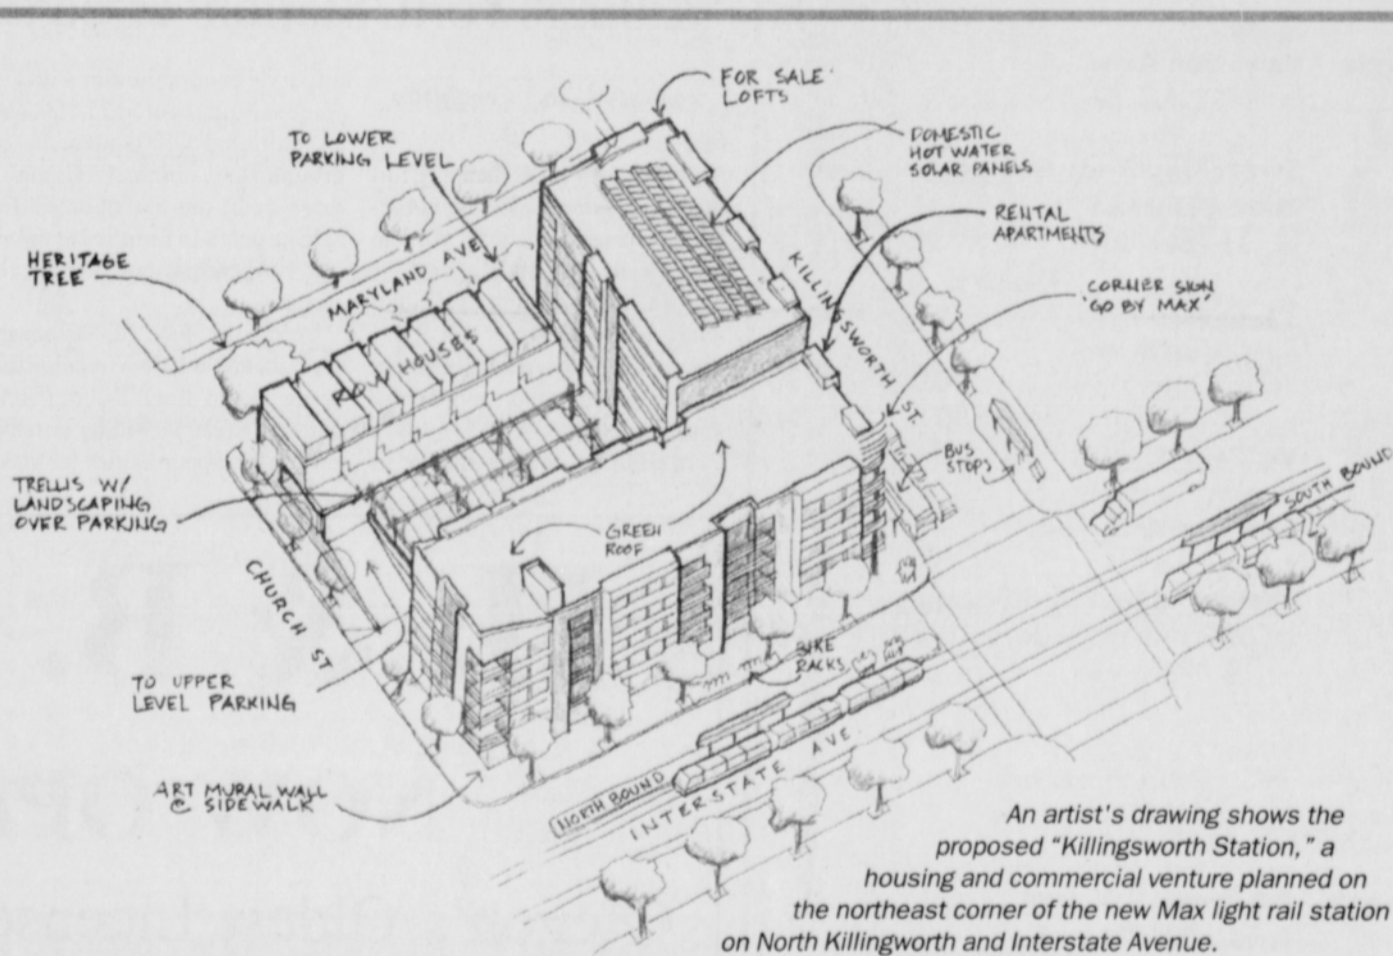 FOR SALE
LOFTS
TO LOWER
PARKING LEVEL
DOMESTIC
HOT WATER
SOLAR PANELS
RENTAL
APARTMENTS
HERITAGE
TREE
MARYLAND AVE
KILLINGSWORTH ST
CORNER SIGN
"GO BY MAX"
ROW HOUSES
BUS
STOPS
SOUTH BOUND
TRELLIS W/
LANDSCAPING
OVER PARKING
GREEN
ROOF
CHURCH ST
BIKE
RACKS
TO UPPER
LEVEL PARKING
ART MURAL WALL
@ SIDEWALK
NORTH BOUND
INTERSTATE AVE.
An artist's drawing shows the
proposed "Killingsworth Station," a
housing and commercial venture planned on
the northeast corner of the new Max light rail station
on North Killingworth and Interstate Avenue.